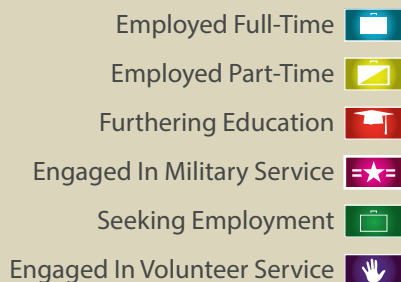 Employed Full-Time
Employed Part-Time
Furthering Education
Engaged In Military Service
Seeking Employment
Engaged In Volunteer Service